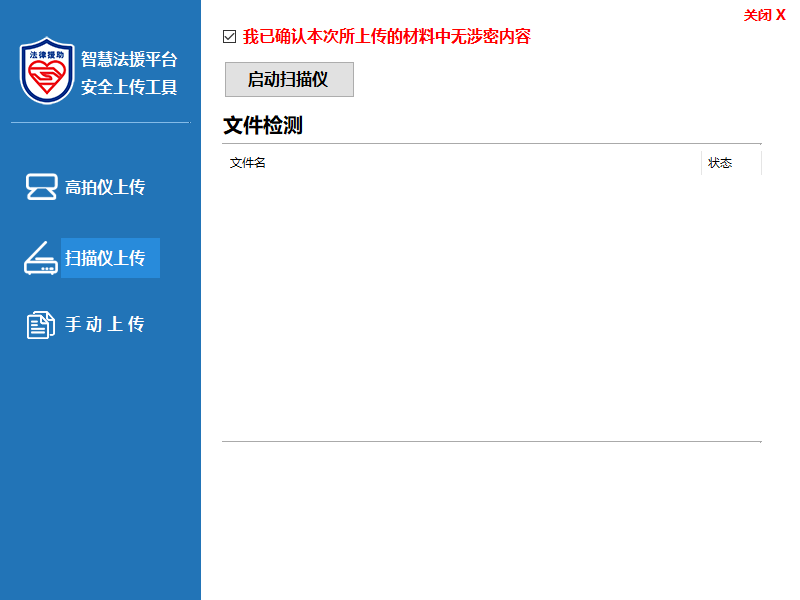 法律援助
智慧法援平台
安全上传工具
高拍仪上传
扫描仪上传
手动上传
关闭 X
我已确认本次所上传的材料中无涉密内容
启动扫描仪
文件检测
文件名 状态